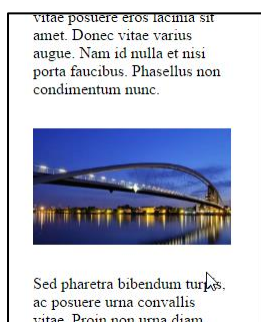 vitae posuere eros lacinia sit
amet. Donec vitae varius
augue. Nam id nulla et nisi
porta faucibus. Phasellus non
condimentum nunc.
Sed pharetra bibendum turpis,
ac posuere urna convallis
vitae. Proin non urna diam